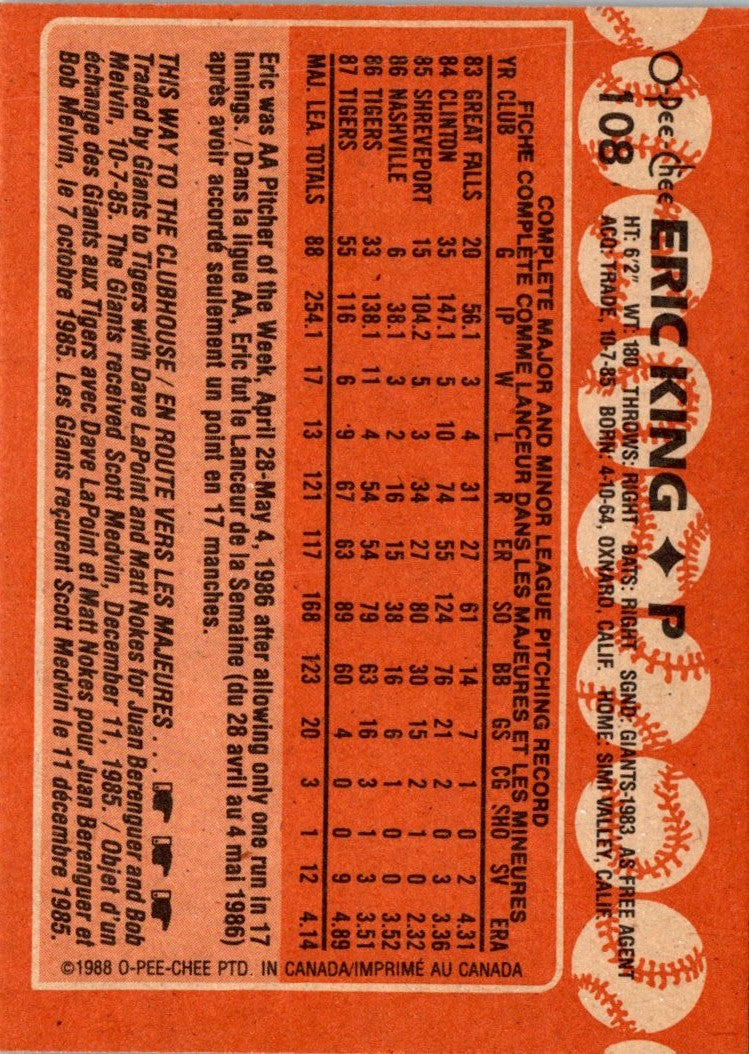 O-Pee-Chee ERIC KING ✦ P
108
HT: 6'2" WT: 180 THROWS: RIGHT BATS: RIGHT SGND: GIANTS-1983, AS FREE AGENT
ACQ: TRADE, 10-7-85 BORN: 4-10-64, OXNARD, CALIF. HOME: SIMI VALLEY, CALIF.
COMPLETE MAJOR AND MINOR LEAGUE PITCHING RECORD
FICHE COMPLÈTE COMME LANCEUR DANS LES MAJEURES ET LES MINEURES
YR CLUB G IP W L R ER SO BB GS CG SHO SV ERA
83 GREAT FALLS 20 56.1 3 4 31 27 61 14 7 1 0 2 4.31
84 CLINTON 35 147.1 5 10 74 55 124 76 21 2 0 3 3.36
85 SHREVEPORT 15 104.2 5 3 34 27 80 30 15 2 1 0 2.32
86 NASHVILLE 6 38.1 3 2 16 15 38 16 6 1 0 0 3.52
86 TIGERS 33 138.1 11 4 54 54 79 63 16 3 1 3 3.51
87 TIGERS 55 116 6 9 67 63 89 60 4 0 0 9 4.89
MAJ. LEA. TOTALS 88 254.1 17 13 121 117 168 123 20 3 1 12 4.14
Eric was AA Pitcher of the Week, April 28-May 4, 1986 after allowing only one run in 17
Innings. / Dans la ligue AA, Eric fut le Lanceur de la Semaine (du 28 avril au 4 mai 1986)
après avoir accordé seulement un point en 17 manches.
THIS WAY TO THE CLUBHOUSE / EN ROUTE VERS LES MAJEURES . . .
Traded by Giants to Tigers with Dave LaPoint and Matt Nokes for Juan Berenguer and Bob
Melvin, 10-7-85. The Giants received Scott Medvin, December 11, 1985. / Objet d'un
échange des Giants aux Tigers avec Dave LaPoint et Matt Nokes pour Juan Berenguer et
Bob Melvin, le 7 octobre 1985. Les Giants reçurent Scott Medvin le 11 décembre 1985.
©1988 O-PEE-CHEE PTD. IN CANADA/IMPRIMÉ AU CANADA